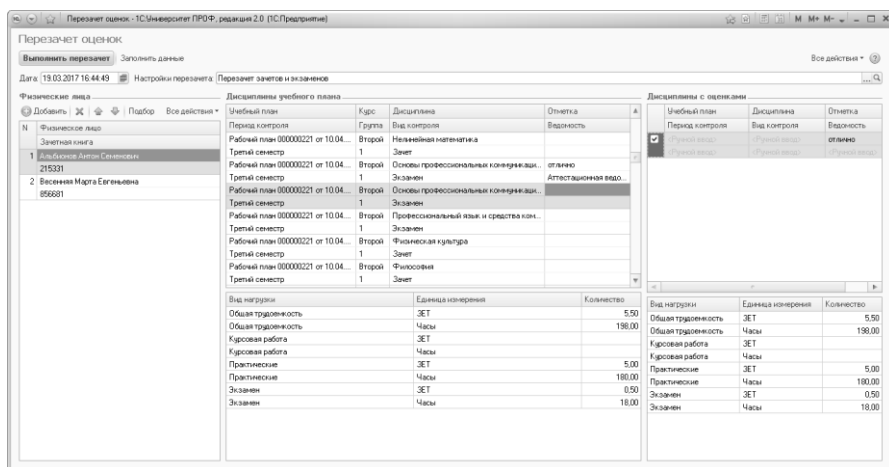 Перезачет оценок - 1С:Университет ПРОФ, редакция 2.0 (1С:Предприятие)
M M+ M-
Перезачет оценок
Выполнить перезачет Заполнить данные Все действия
Дата: 19.03.2017 16:44:49 Настройки перезачета: Перезачет зачетов и экзаменов
Физические лица
Добавить Подбор Все действия
N Физическое лицо
Зачетная книга
1 Альбионов Антон Семенович
215331
2 Весенняя Марта Евгеньевна
856681
Дисциплины учебного плана
Учебный план Курс Дисциплина Отметка
Период контроля Группа Вид контроля Ведомость
Рабочий план 000000221 от 10.04.... Второй Нелинейная математика
Третий семестр 1 Зачет
Рабочий план 000000221 от 10.04.... Второй Основы профессиональных коммуникаци... отлично
Третий семестр 1 Экзамен Аттестационная ведо...
Рабочий план 000000221 от 10.04.... Второй Основы профессиональных коммуникаци...
Третий семестр 1 Экзамен
Рабочий план 000000221 от 10.04.... Второй Профессиональный язык и средства ком...
Третий семестр 1 Экзамен
Рабочий план 000000221 от 10.04.... Второй Физическая культура
Третий семестр 1 Зачет
Рабочий план 000000221 от 10.04.... Второй Философия
Третий семестр 1 Зачет
Вид нагрузки Единица измерения Количество
Общая трудоемкость ЗЕТ 5,50
Общая трудоемкость Часы 198,00
Курсовая работа ЗЕТ
Курсовая работа Часы
Практические ЗЕТ 5,00
Практические Часы 180,00
Экзамен ЗЕТ 0,50
Экзамен Часы 18,00
Дисциплины с оценками
Учебный план Дисциплина Отметка
Период контроля Вид контроля Ведомость
<Ручной ввод> <Ручной ввод> отлично
<Ручной ввод> <Ручной ввод> <Ручной ввод>
Вид нагрузки Единица измерения Количество
Общая трудоемкость ЗЕТ 5,50
Общая трудоемкость Часы 198,00
Курсовая работа ЗЕТ
Курсовая работа Часы
Практические ЗЕТ 5,00
Практические Часы 180,00
Экзамен ЗЕТ 0,50
Экзамен Часы 18,00